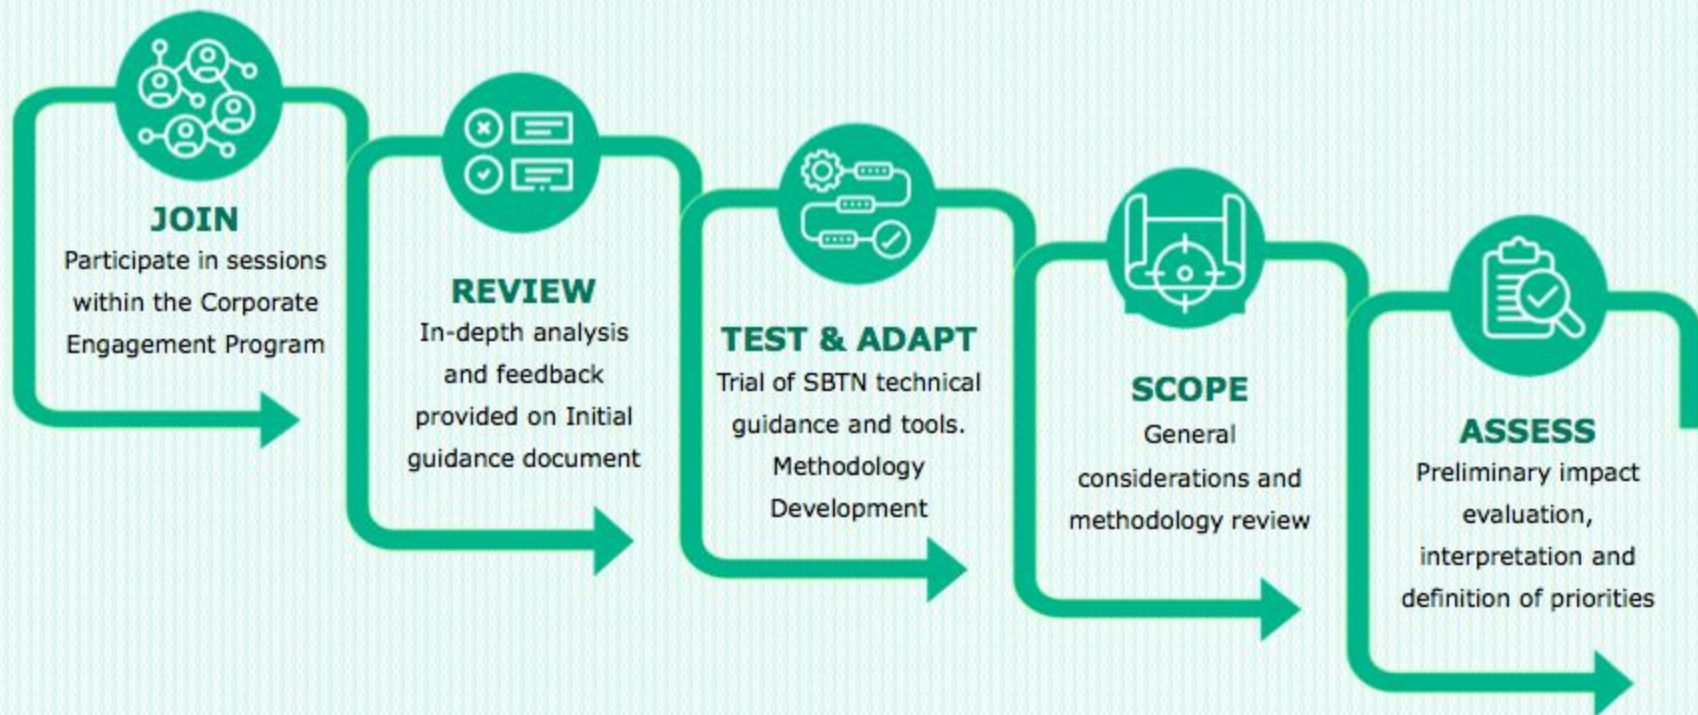 JOIN
Participate in sessions
within the Corporate
Engagement Program
REVIEW
In-depth analysis
and feedback
provided on Initial
guidance document
TEST & ADAPT
Trial of SBTN technical
guidance and tools.
Methodology
Development
SCOPE
General
considerations and
methodology review
ASSESS
Preliminary impact
evaluation,
interpretation and
definition of priorities